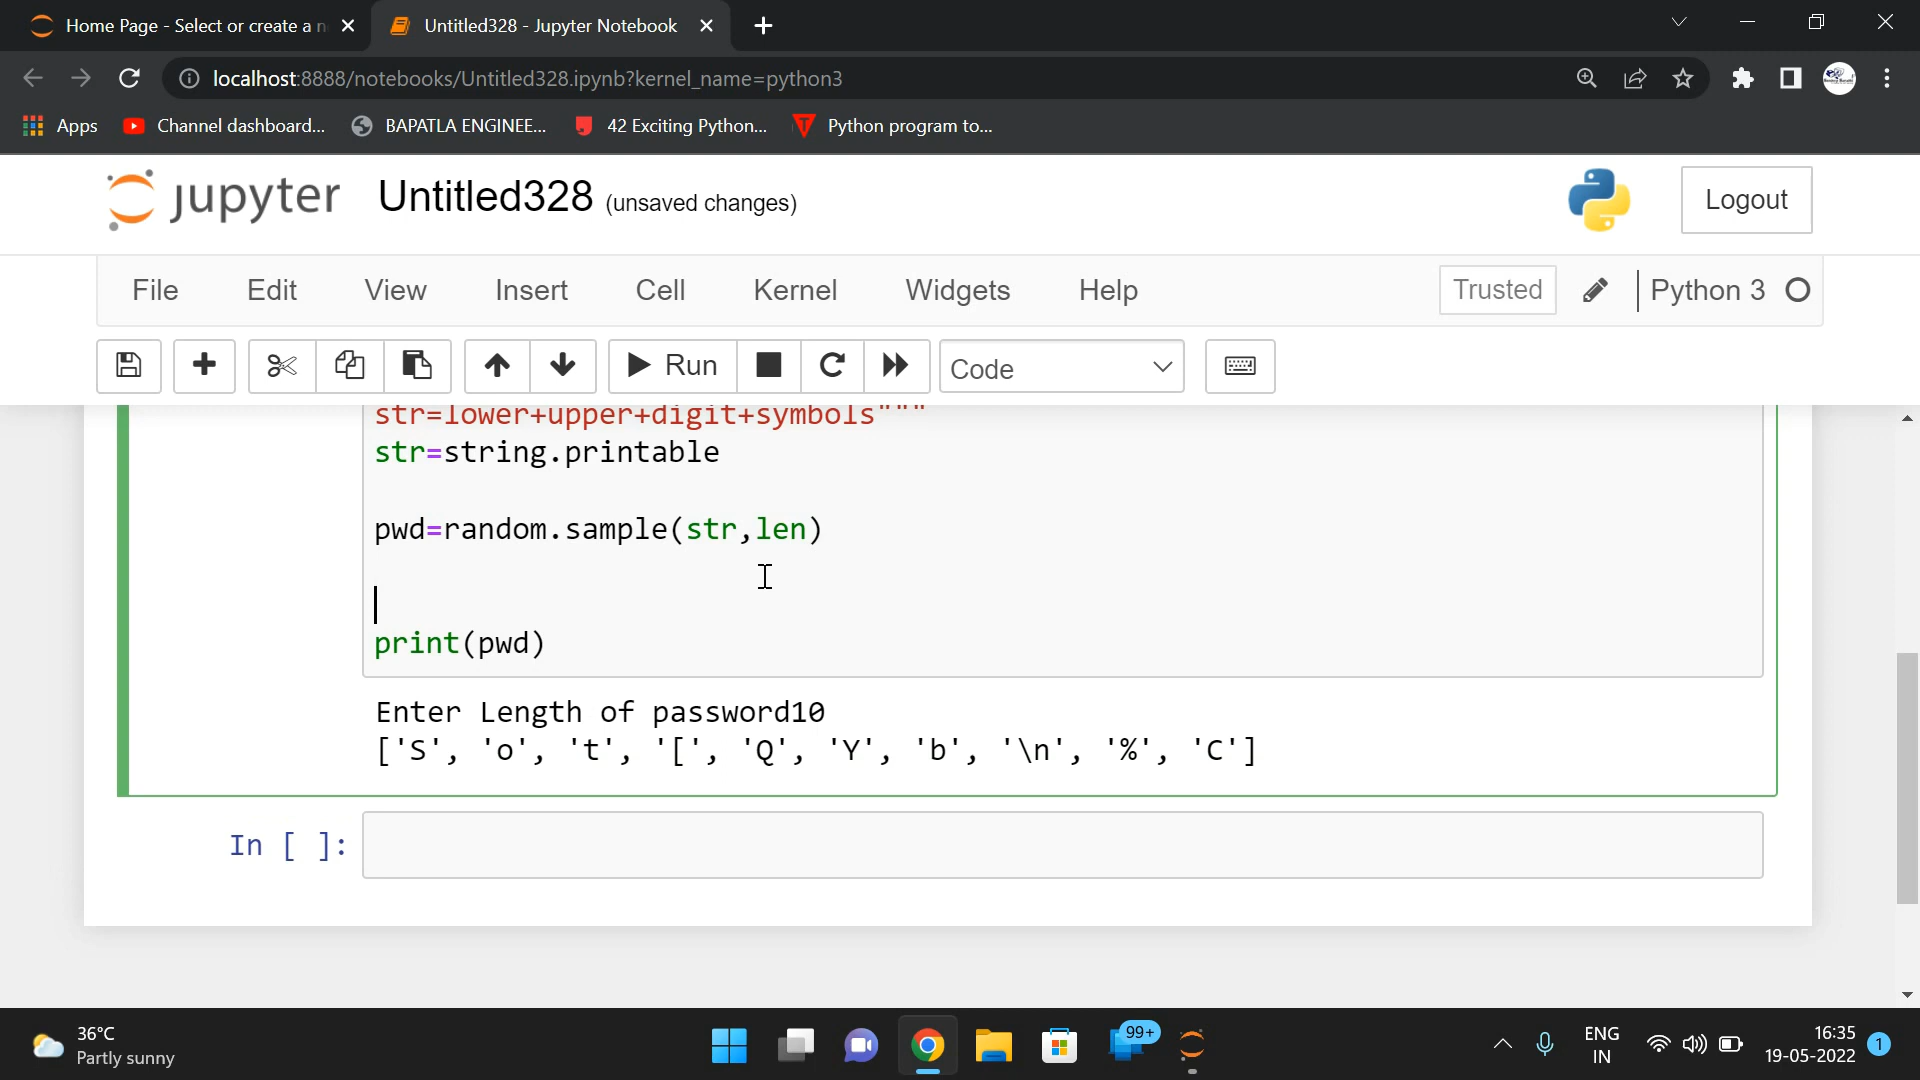 Home Page - Select or create a n
Untitled328 - Jupyter Notebook
localhost:8888/notebooks/Untitled328.ipynb?kernel_name=python3
Apps
Channel dashboard...
BAPATLA ENGINEE...
42 Exciting Python...
Python program to...
jupyter
Untitled328 (unsaved changes)
Logout
File Edit View Insert Cell Kernel Widgets Help
Trusted
Python 3
Run
Code
str=lower+upper+digit+symbols"""
str=string.printable
pwd=random.sample(str,len)
print(pwd)
Enter Length of password10
['S', 'o', 't', '[', 'Q', 'Y', 'b', '\n', '%', 'C']
In [ ]:
36°C
Partly sunny
99+
ENG
IN
16:35
19-05-2022
1